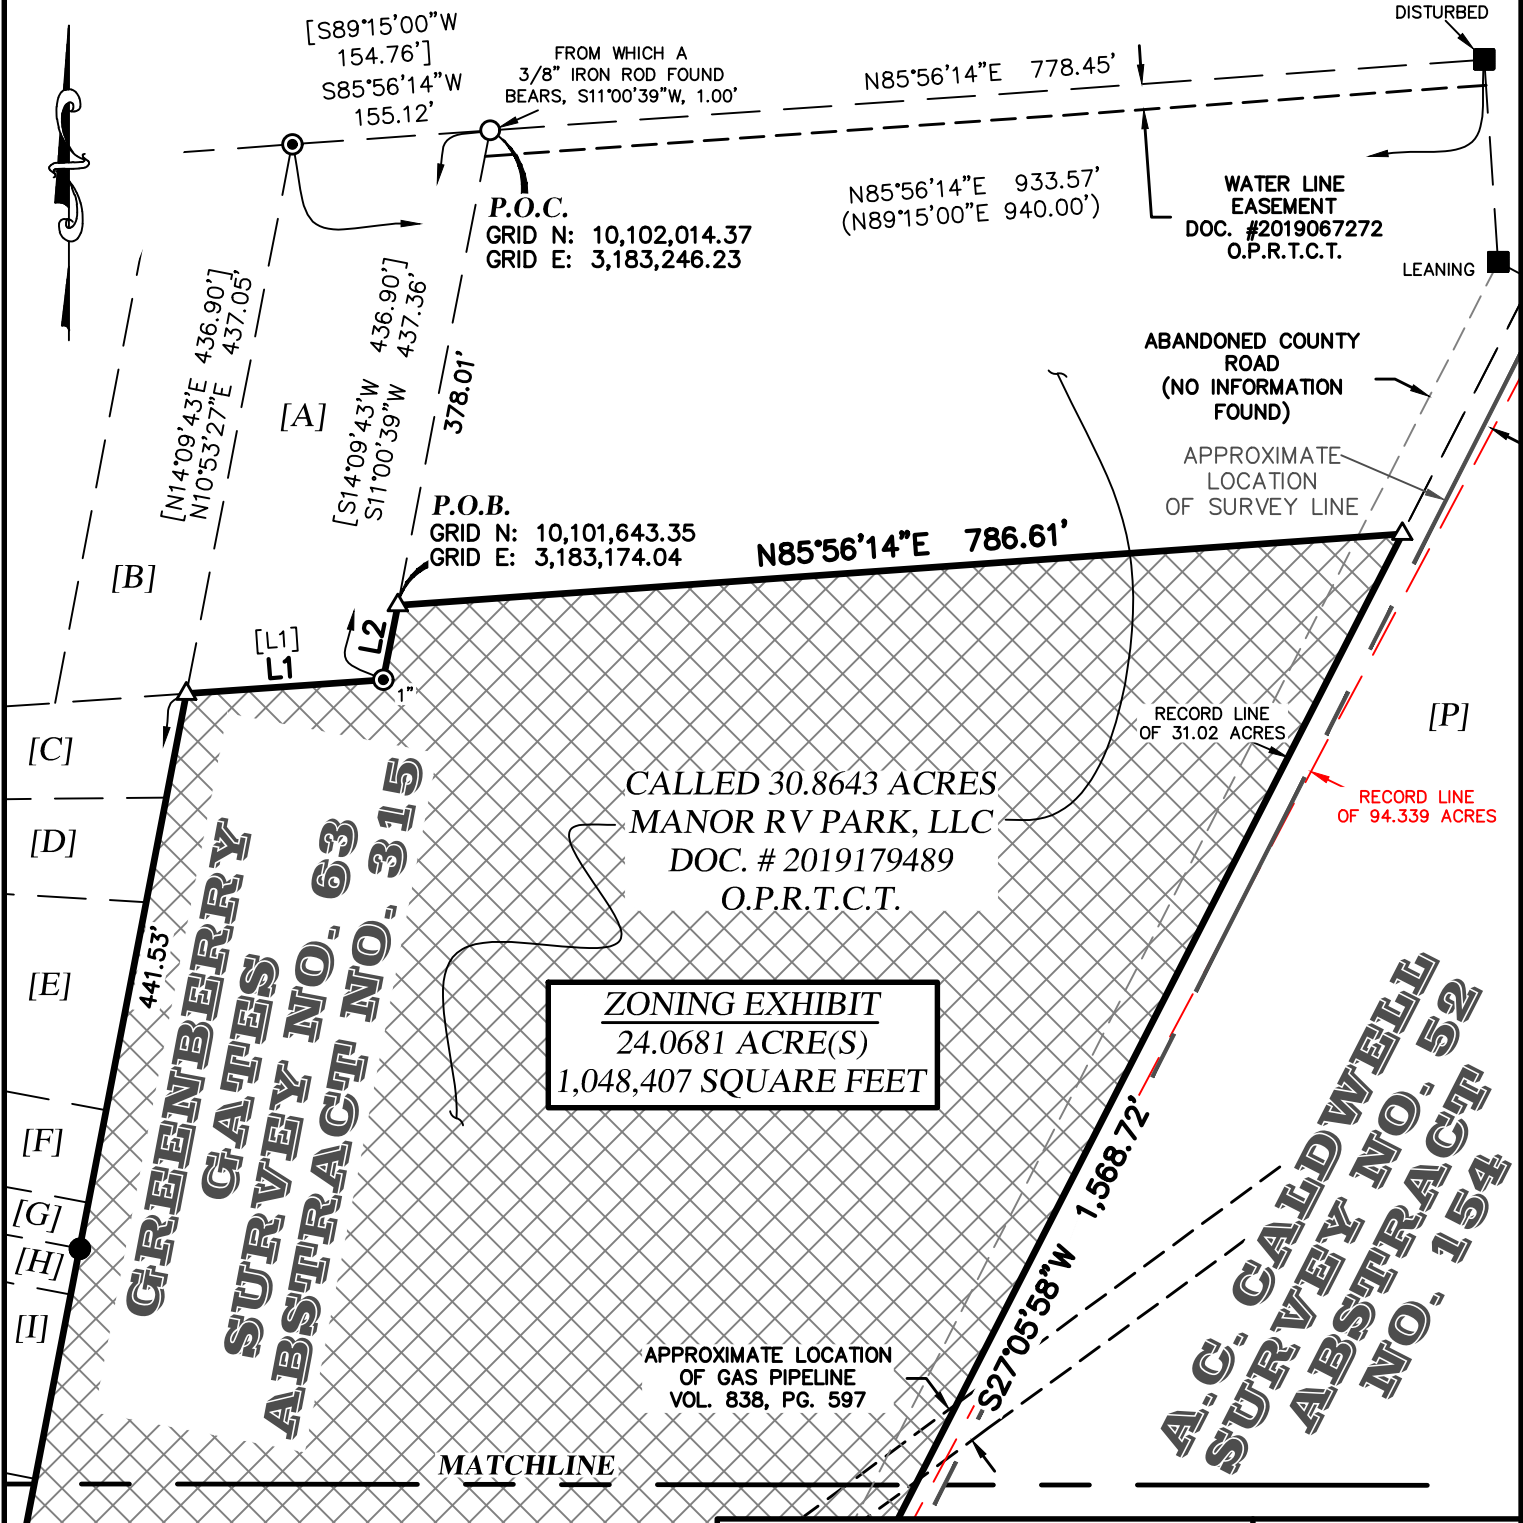 DISTURBED
[S89°15'00"W
154.76']
S85°56'14"W
155.12'
FROM WHICH A
3/8" IRON ROD FOUND
BEARS, S11°00'39"W, 1.00'
N85°56'14"E 778.45'
N85°56'14"E 933.57'
(N89°15'00"E 940.00')
WATER LINE
EASEMENT
DOC. #2019067272
O.P.R.T.C.T.
P.O.C.
GRID N: 10,102,014.37
GRID E: 3,183,246.23
LEANING
[N14°09'43"E 436.90']
N10°53'27"E 437.05'
[S14°09'43"W 436.90']
S11°00'39"W 437.36'
378.01'
ABANDONED COUNTY
ROAD
(NO INFORMATION
FOUND)
[A]
APPROXIMATE
LOCATION
OF SURVEY LINE
P.O.B.
GRID N: 10,101,643.35
GRID E: 3,183,174.04
N85°56'14"E 786.61'
[B]
[L1]
L1
L2
1"
[C]
RECORD LINE
OF 31.02 ACRES
[P]
RECORD LINE
OF 94.339 ACRES
CALLED 30.8643 ACRES
MANOR RV PARK, LLC
DOC. # 2019179489
O.P.R.T.C.T.
[D]
441.53'
[E]
GREENBERRY
GATES
SURVEY NO. 63
ABSTRACT NO. 315
ZONING EXHIBIT
24.0681 ACRE(S)
1,048,407 SQUARE FEET
[F]
[G]
[H]
[I]
S27°05'58"W 1,568.72'
A.C. CALDWELL
SURVEY NO. 52
ABSTRACT
NO. 154
APPROXIMATE LOCATION
OF GAS PIPELINE
VOL. 838, PG. 597
MATCHLINE